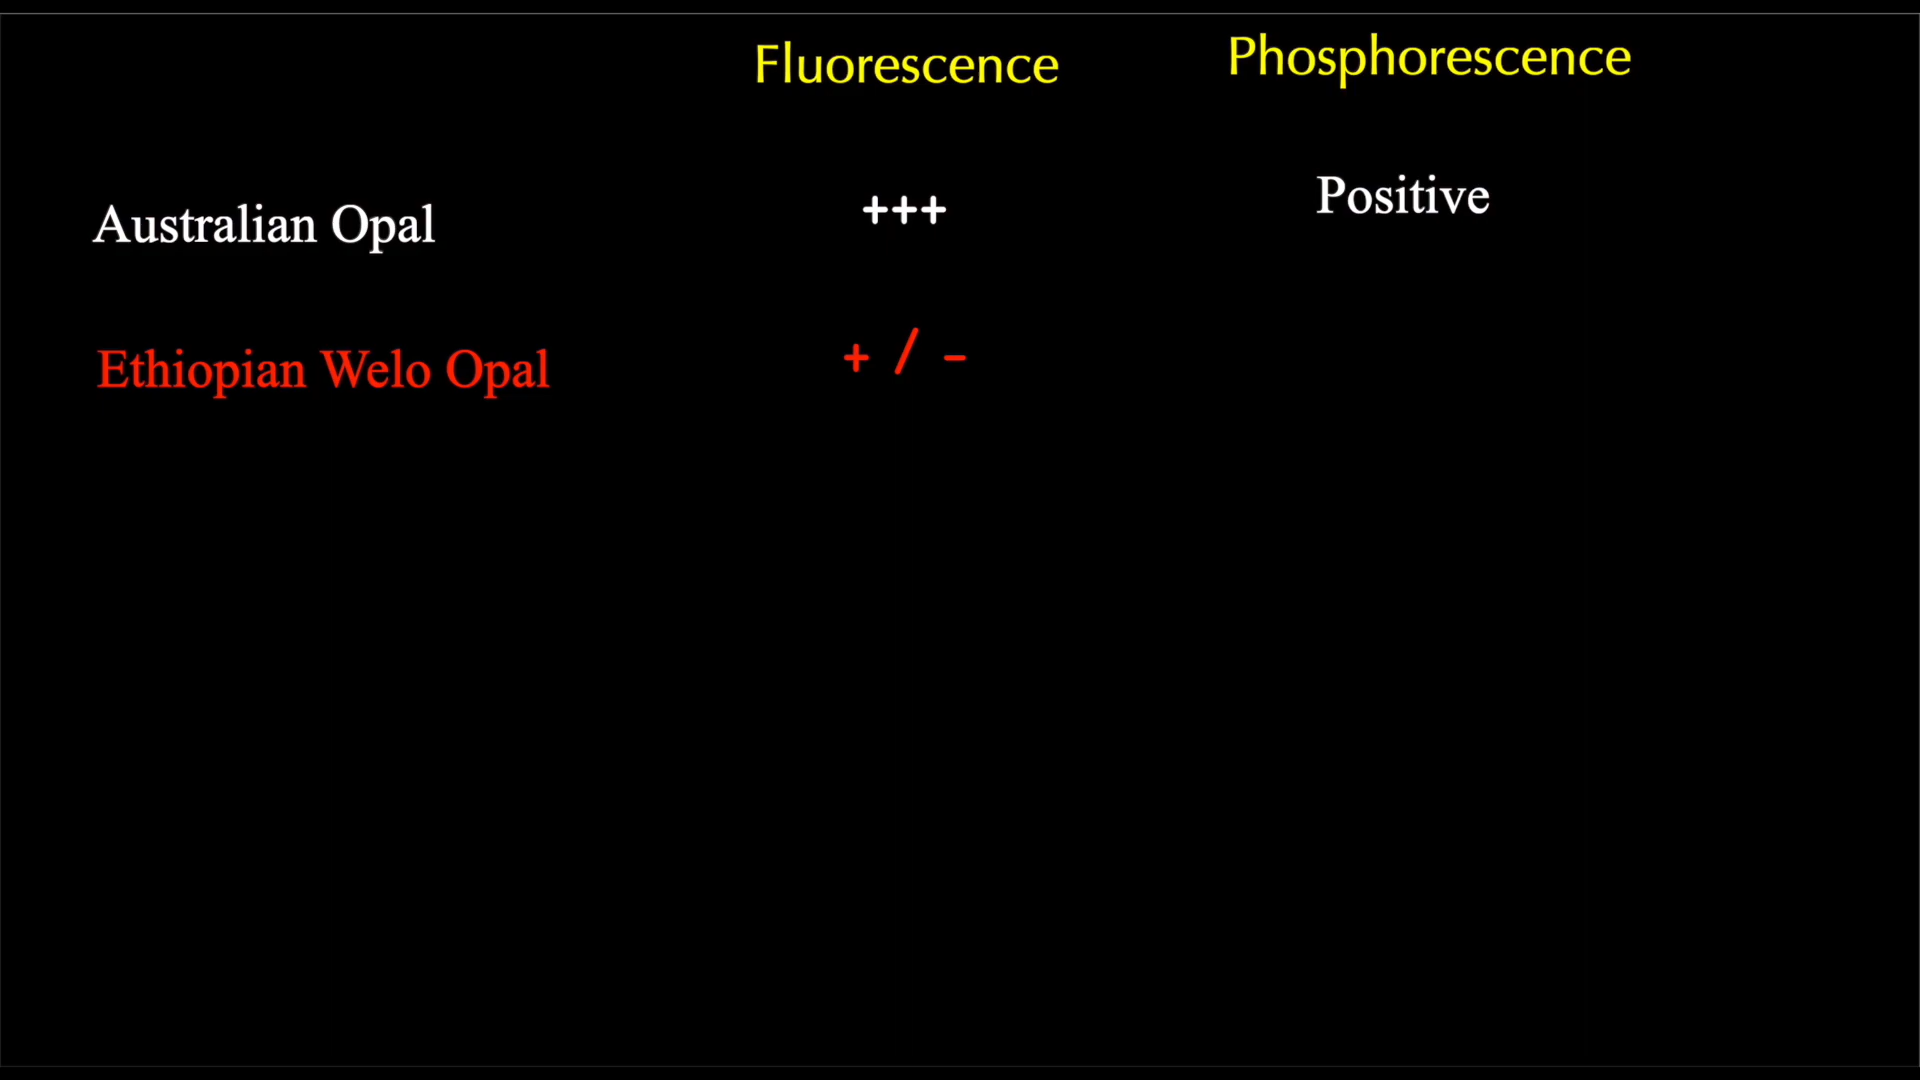 Fluorescence Phosphorescence
Australian Opal +++ Positive
Ethiopian Welo Opal + / -